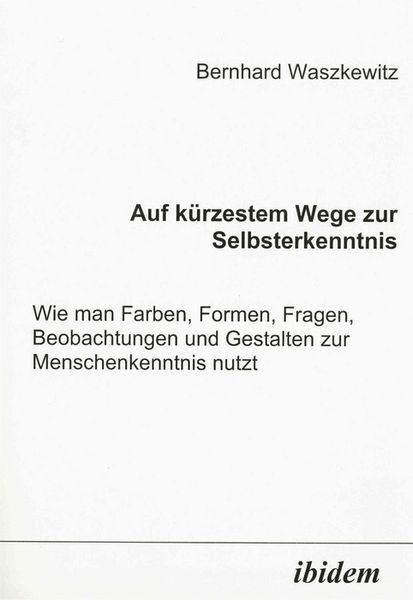 Bernhard Waszkewitz
Auf kürzestem Wege zur
Selbsterkenntnis
Wie man Farben, Formen, Fragen,
Beobachtungen und Gestalten zur
Menschenkenntnis nutzt
ibidem